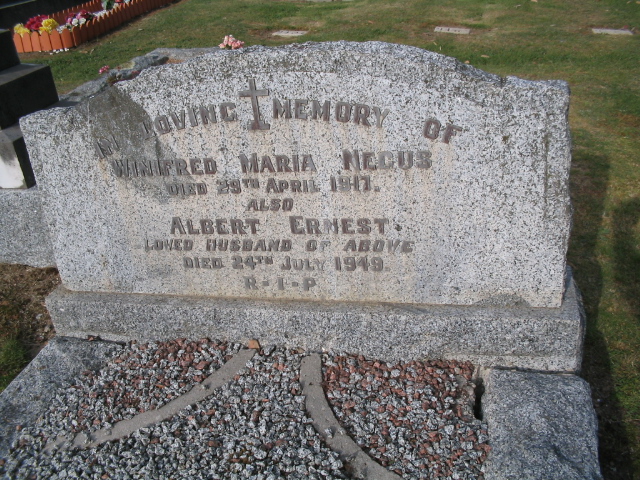 IN LOVING MEMORY OF
WINIFRED MARIA NEGUS
DIED 29TH APRIL 1917.
ALSO
ALBERT ERNEST.
LOVED HUSBAND OF ABOVE
DIED 24TH JULY 1949.
R-I-P